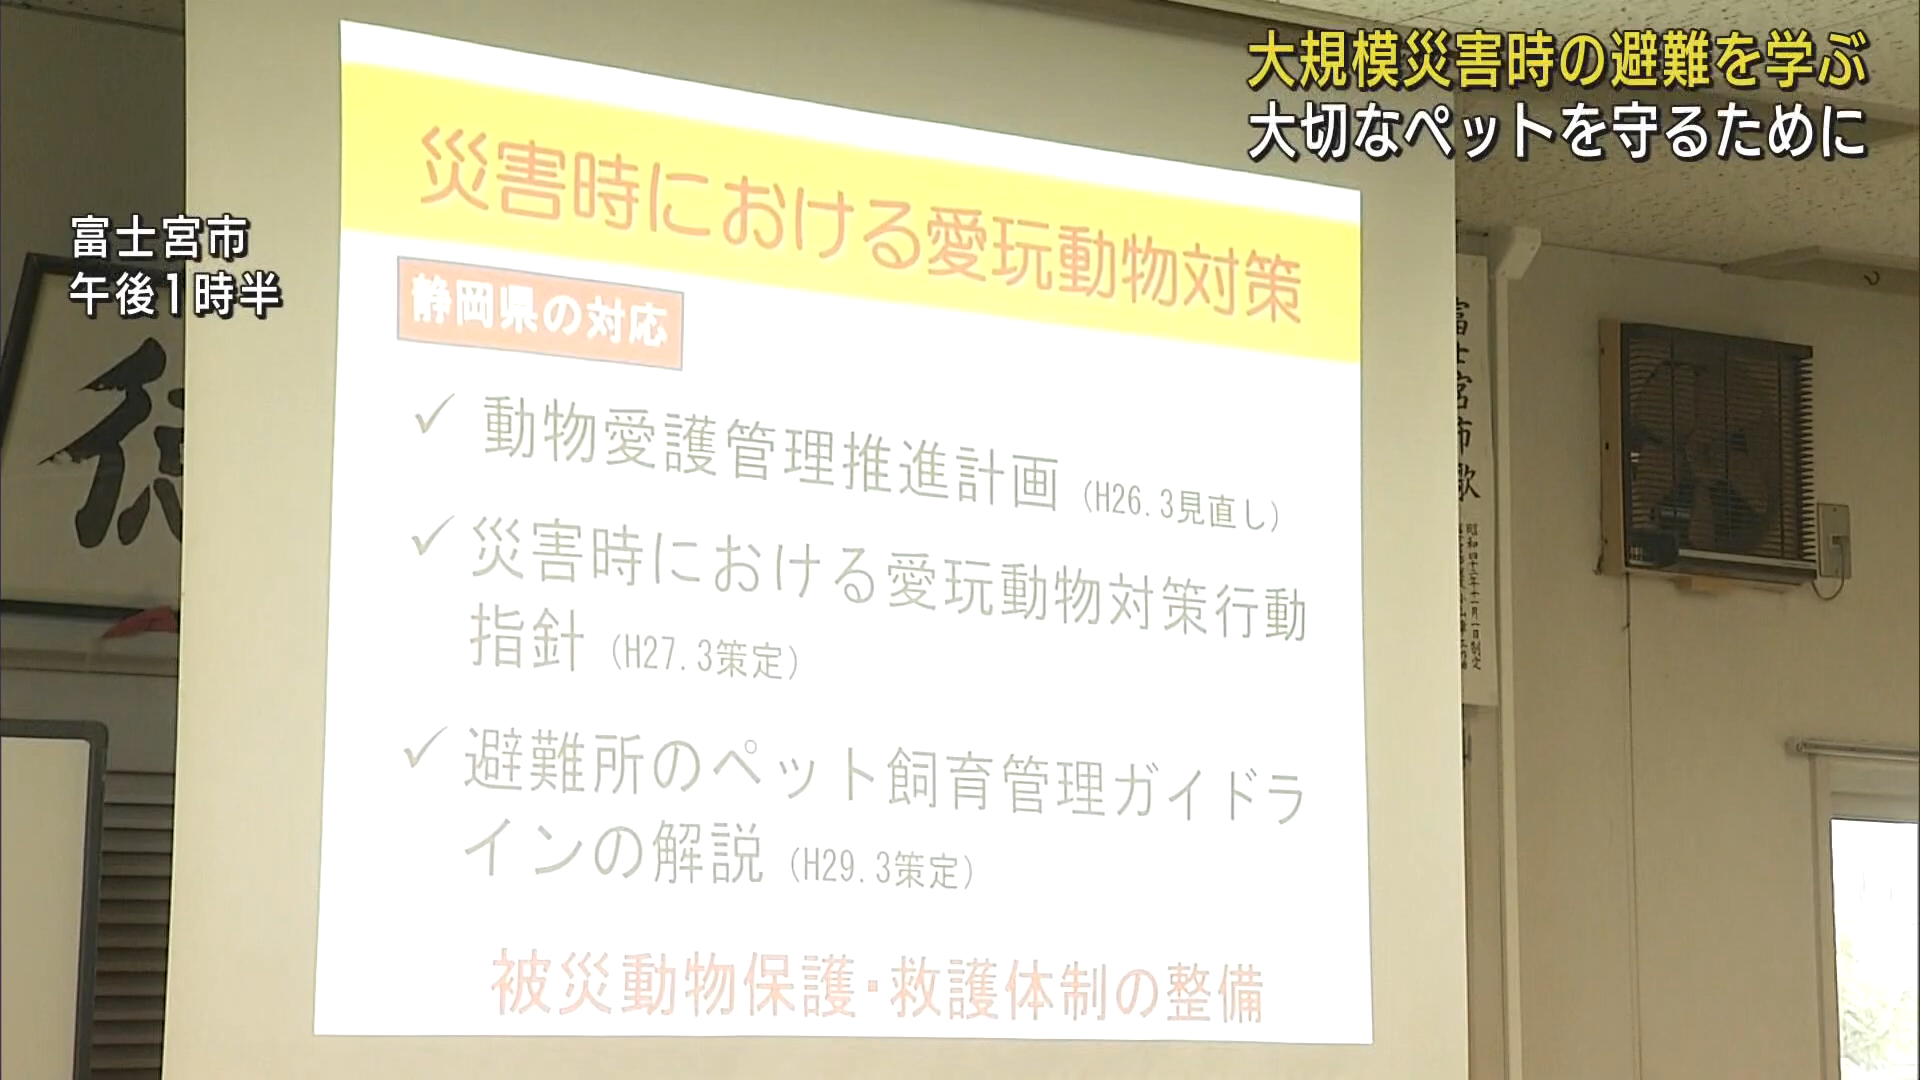 大規模災害時の避難を学ぶ
大切なペットを守るために
富士宮市
午後1時半
災害時における愛玩動物対策
静岡県の対応
✓ 動物愛護管理推進計画 (H26.3見直し)
✓ 災害時における愛玩動物対策行動
指針 (H27.3策定)
✓ 避難所のペット飼育管理ガイドラ
インの解説 (H29.3策定)
被災動物保護・救護体制の整備
富士宮市歌